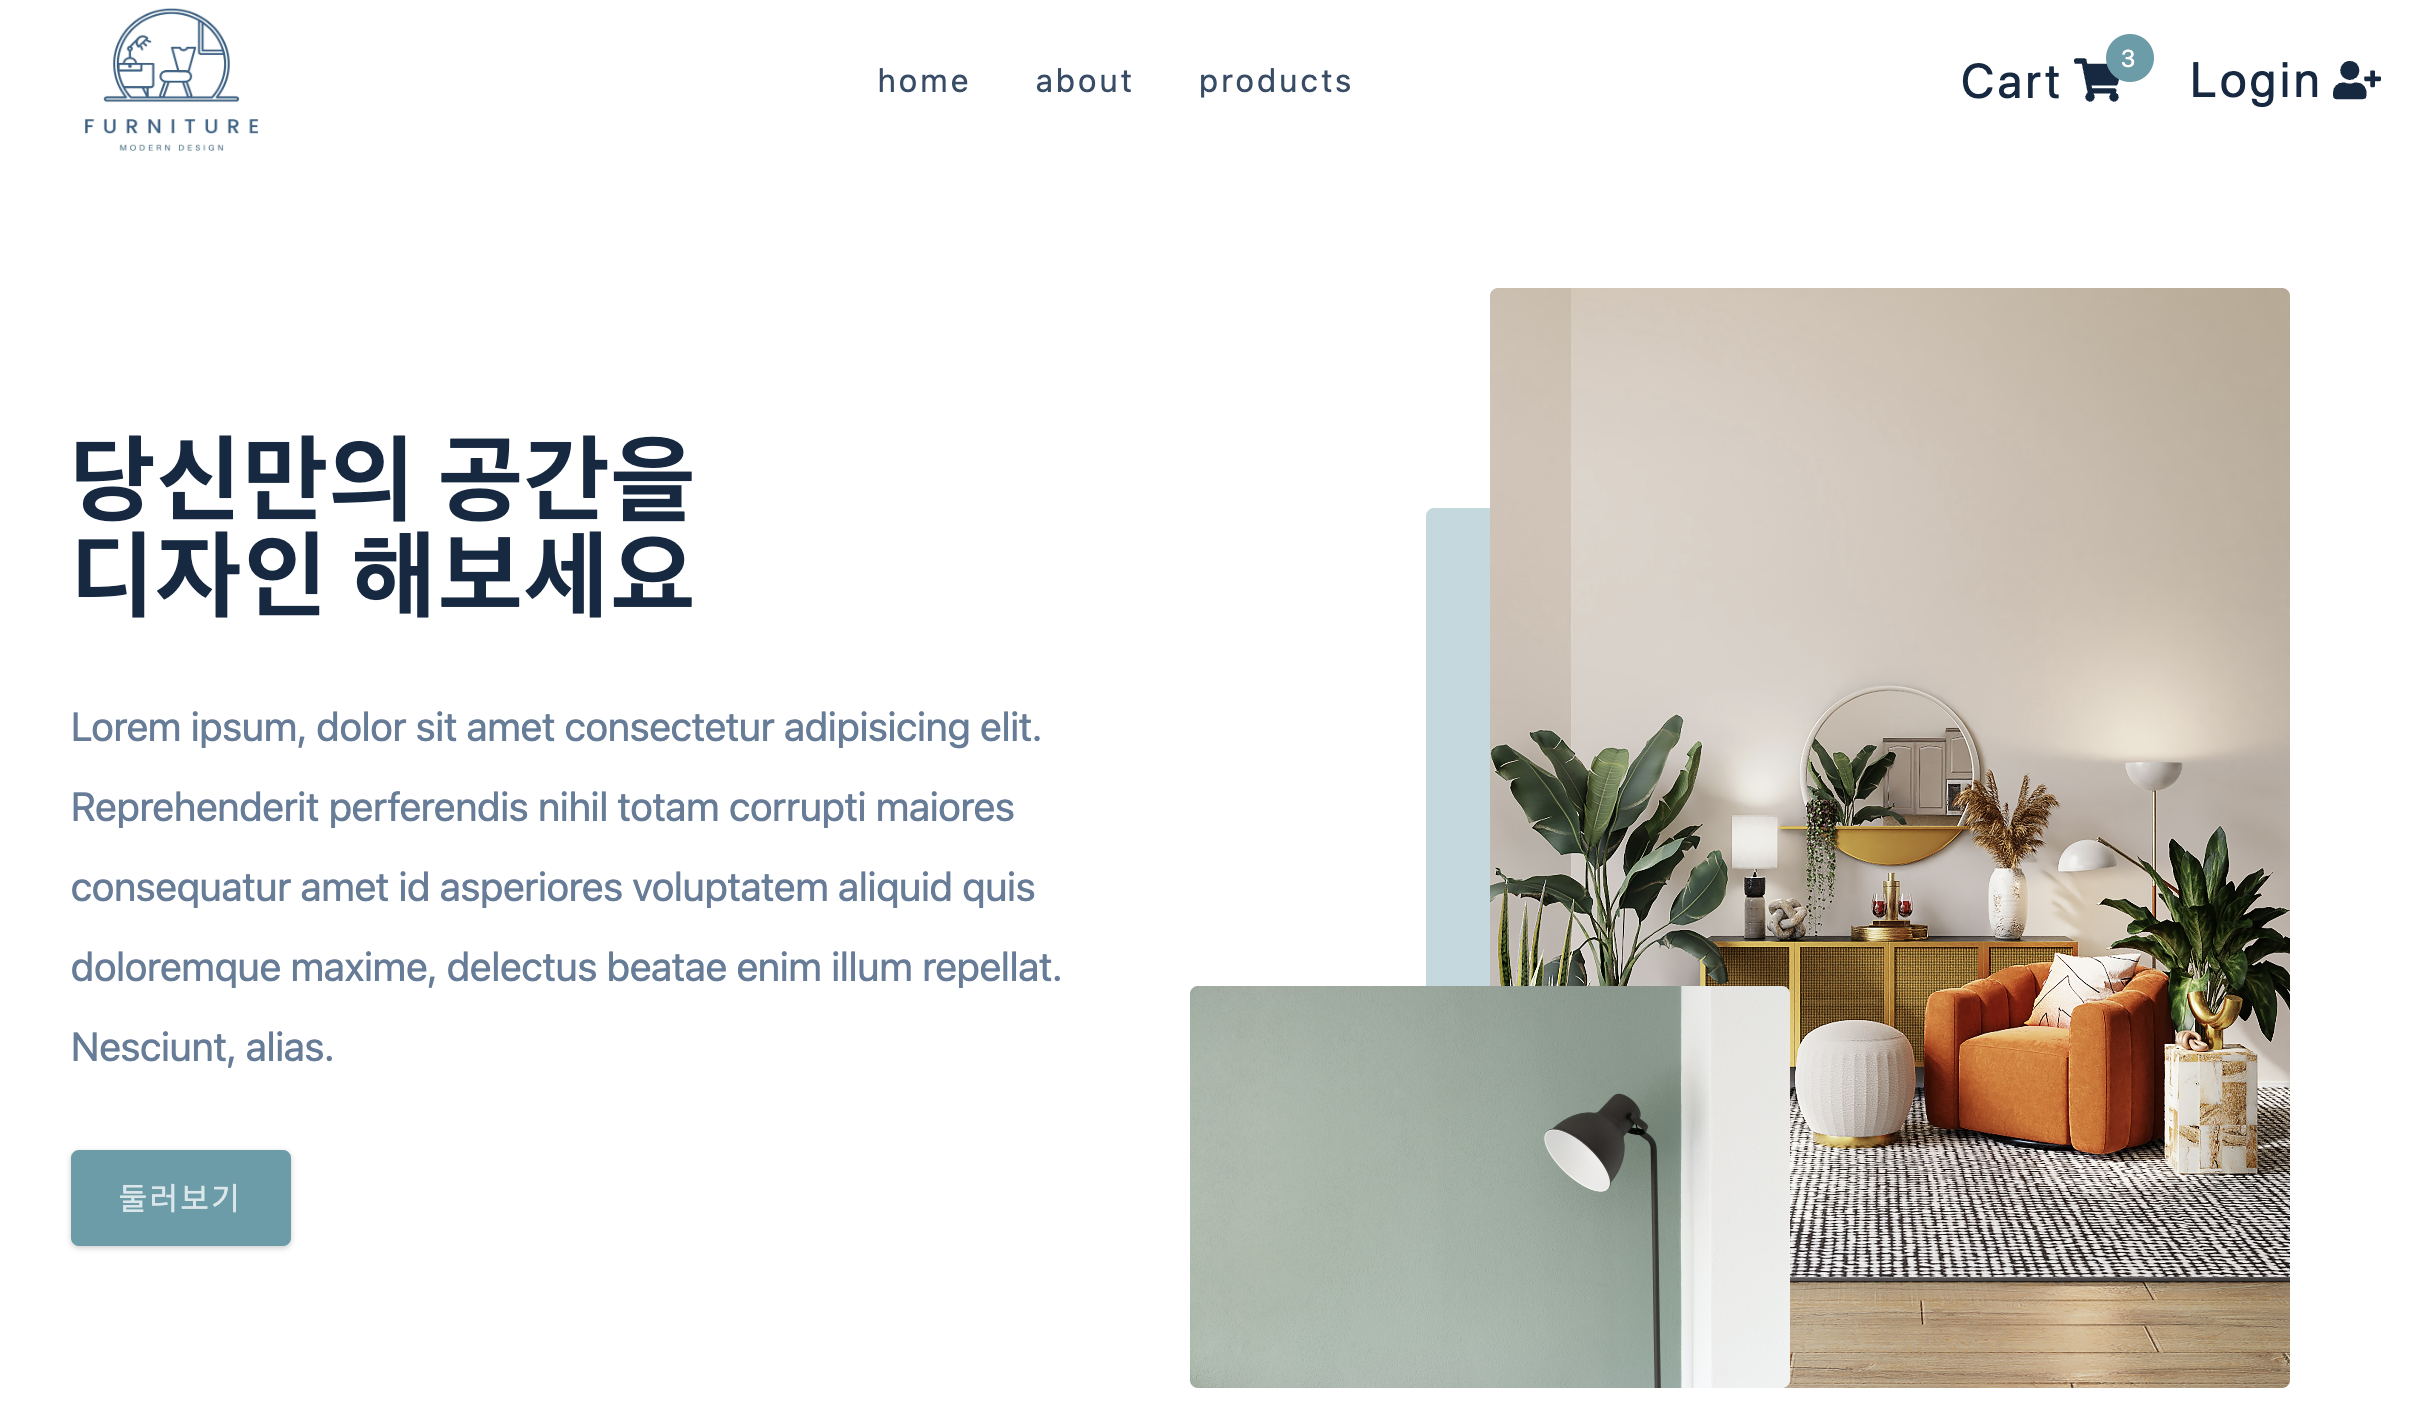 FURNITURE
MODERN DESIGN
home about products
Cart 3 Login
당신만의 공간을
디자인 해보세요
Lorem ipsum, dolor sit amet consectetur adipisicing elit.
Reprehenderit perferendis nihil totam corrupti maiores
consequatur amet id asperiores voluptatem aliquid quis
doloremque maxime, delectus beatae enim illum repellat.
Nesciunt, alias.
둘러보기